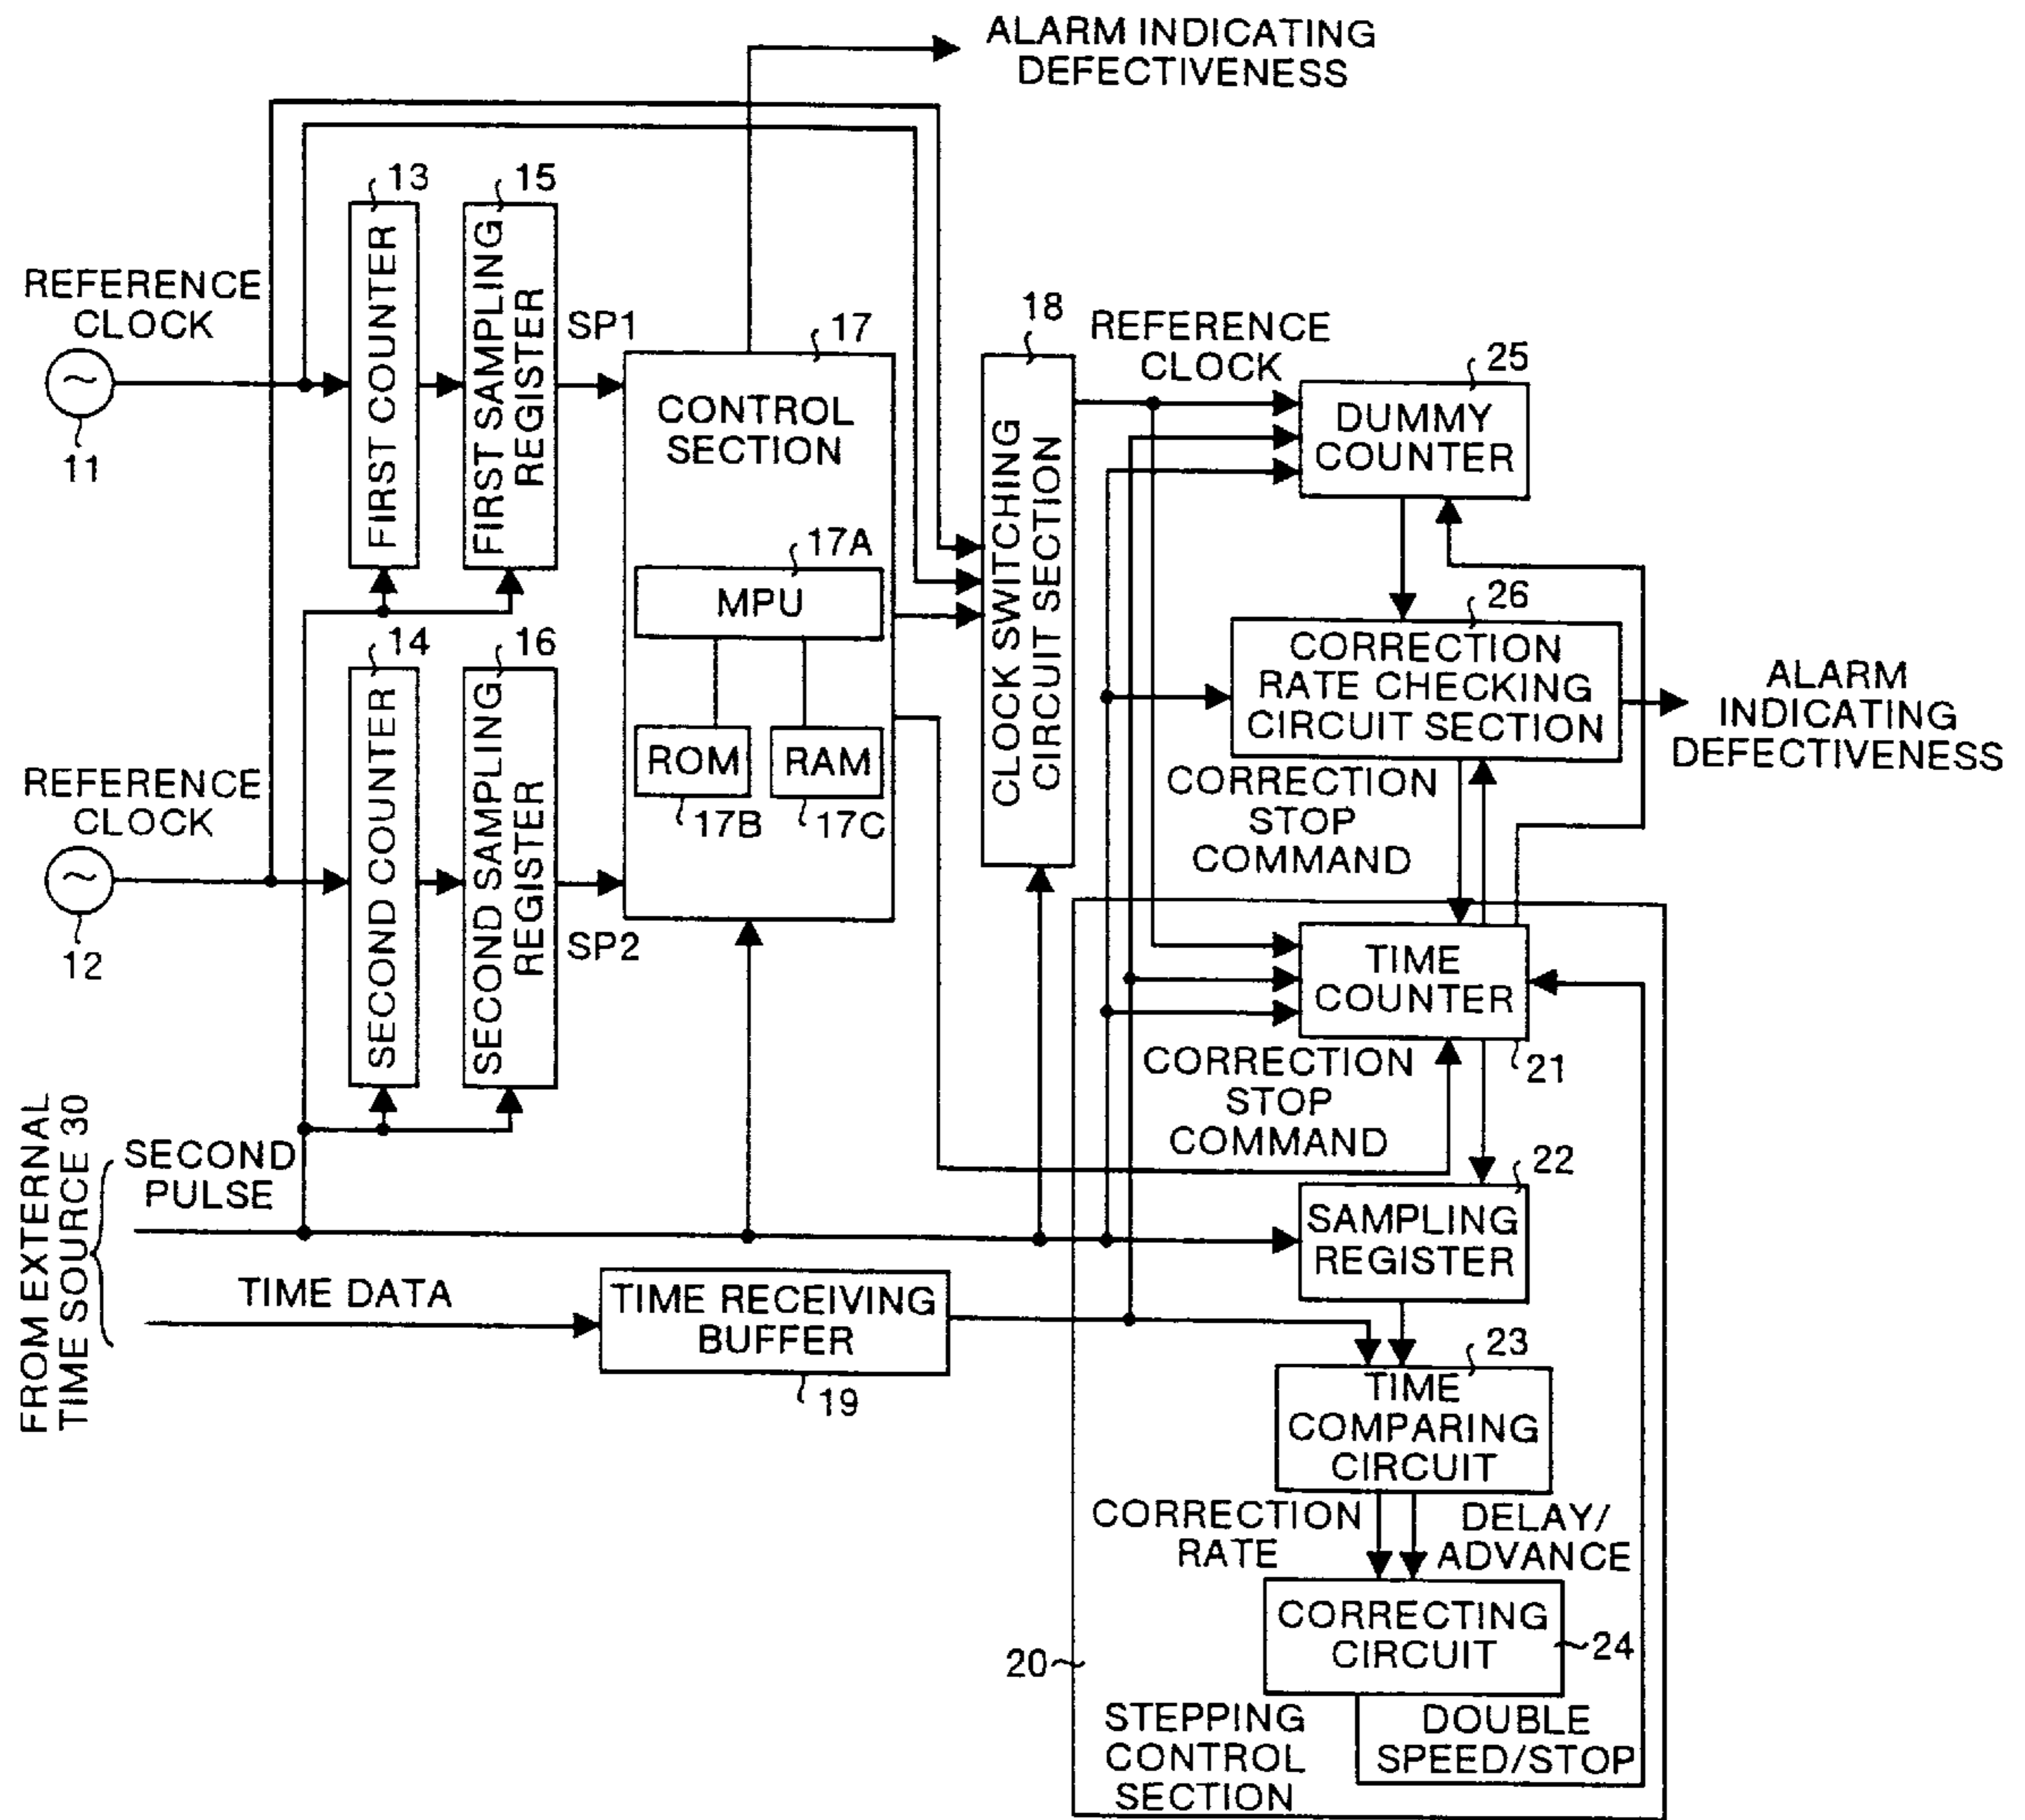 ALARM INDICATING
DEFECTIVENESS
13
15
REFERENCE
CLOCK
11
FIRST COUNTER
FIRST SAMPLING
REGISTER
SP1
17
CONTROL
SECTION
17A
MPU
ROM
RAM
17B
17C
18
CLOCK SWITCHING
CIRCUIT SECTION
REFERENCE
CLOCK
25
DUMMY
COUNTER
26
CORRECTION
RATE CHECKING
CIRCUIT SECTION
ALARM
INDICATING
DEFECTIVENESS
14
16
REFERENCE
CLOCK
12
SECOND COUNTER
SECOND SAMPLING
REGISTER
SP2
CORRECTION
STOP
COMMAND
TIME
COUNTER
21
CORRECTION
STOP
COMMAND
FROM EXTERNAL
TIME SOURCE 30
SECOND
PULSE
22
SAMPLING
REGISTER
TIME DATA
TIME RECEIVING
BUFFER
19
23
TIME
COMPARING
CIRCUIT
CORRECTION
RATE
DELAY/
ADVANCE
CORRECTING
CIRCUIT
24
20
STEPPING
CONTROL
SECTION
DOUBLE
SPEED/STOP